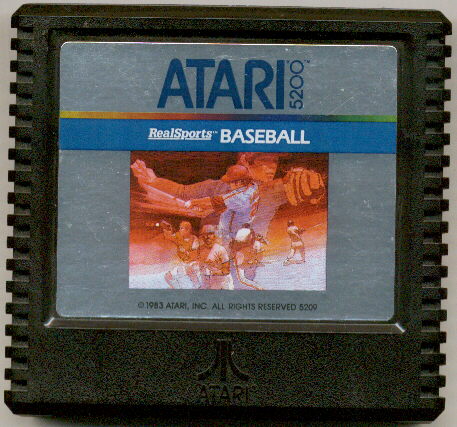 ATARI 5200™
RealSports™ BASEBALL
© 1983 ATARI, INC. ALL RIGHTS RESERVED 5209
ATARI